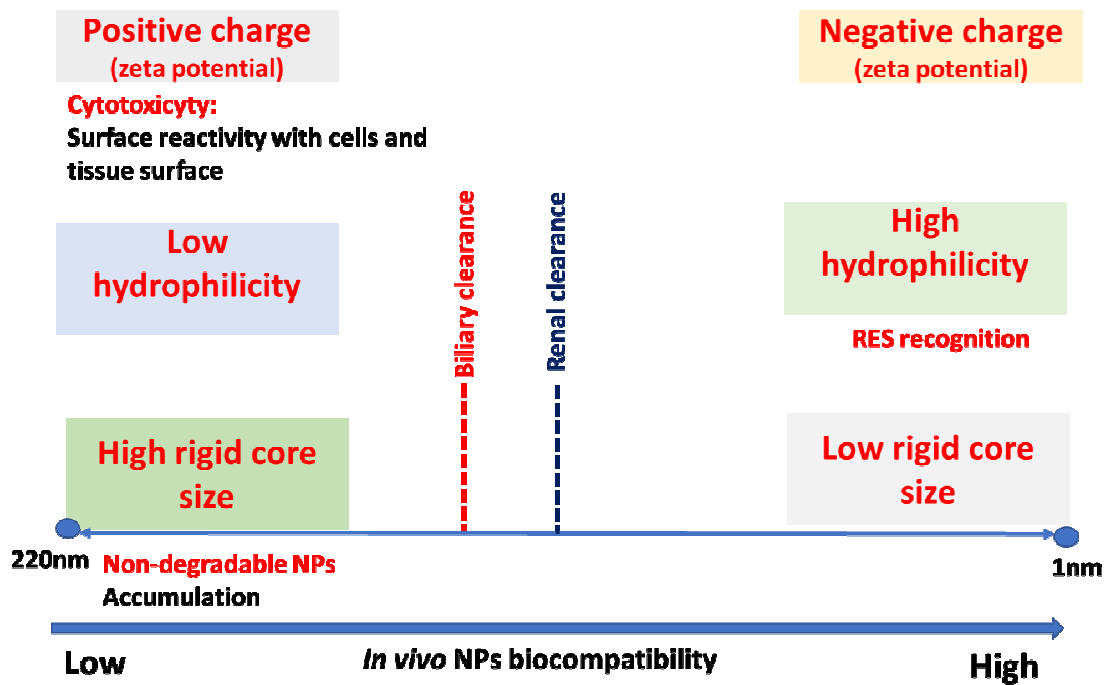 Positive charge
(zeta potential)
Negative charge
(zeta potential)
Cytotoxicyty:
Surface reactivity with cells and
tissue surface
Low
hydrophilicity
Biliary clearance
Renal clearance
High
hydrophilicity
RES recognition
High rigid core
size
Low rigid core
size
220nm
1nm
Non-degradable NPs
Accumulation
Low
In vivo NPs biocompatibility
High